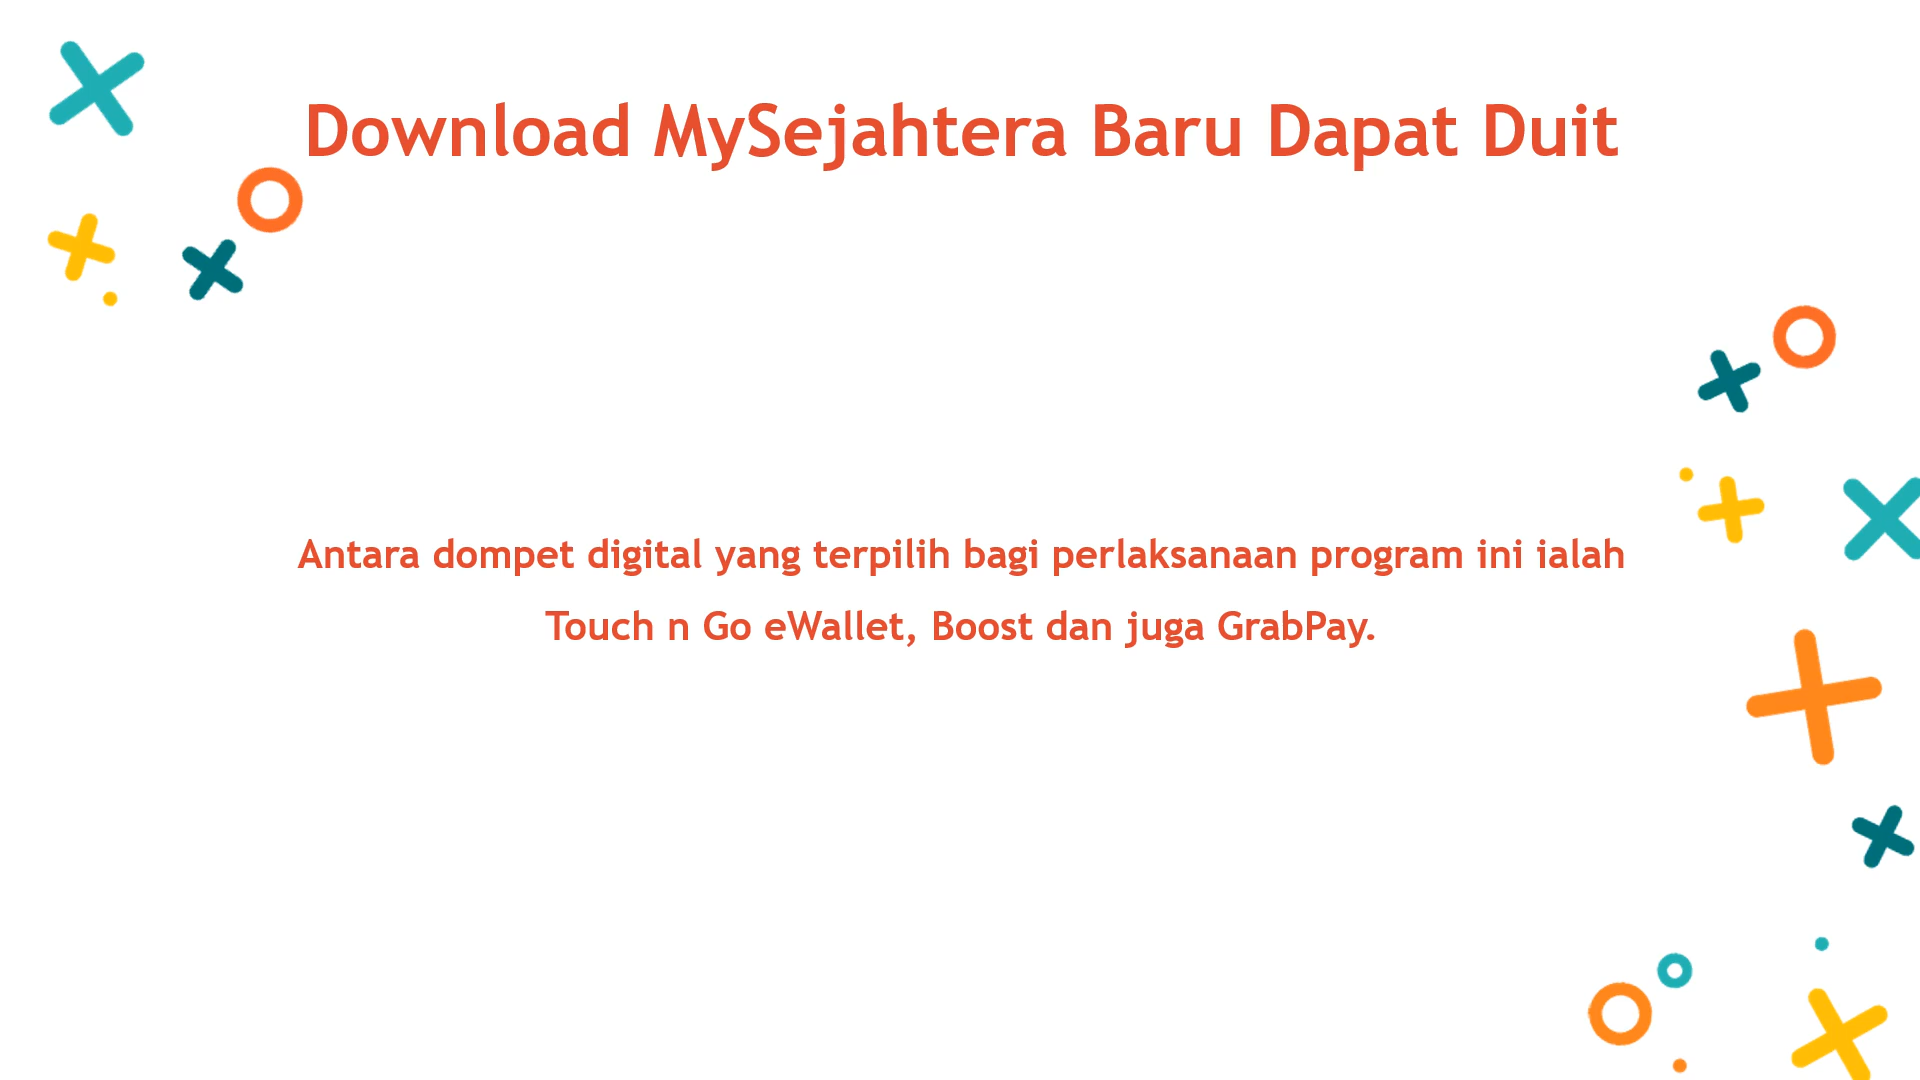 Download MySejahtera Baru Dapat Duit
Antara dompet digital yang terpilih bagi perlaksanaan program ini ialah
Touch n Go eWallet, Boost dan juga GrabPay.